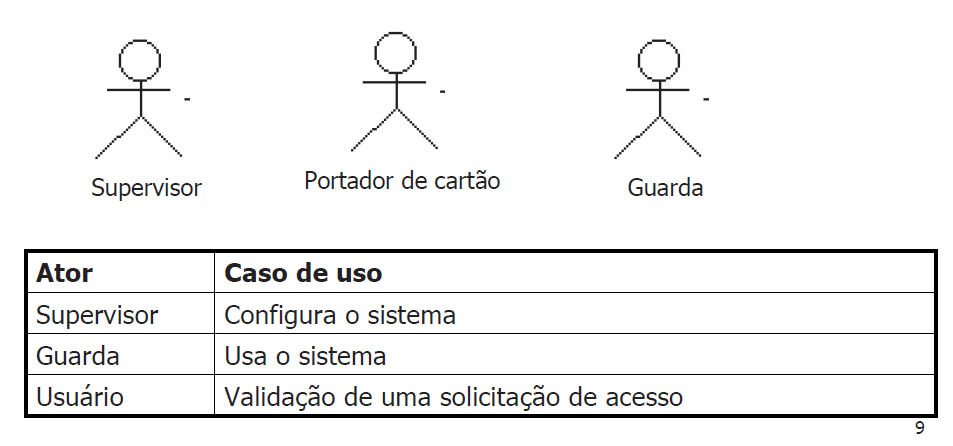 Supervisor
Portador de cartão
Guarda
Ator Caso de uso
Supervisor Configura o sistema
Guarda Usa o sistema
Usuário Validação de uma solicitação de acesso
9